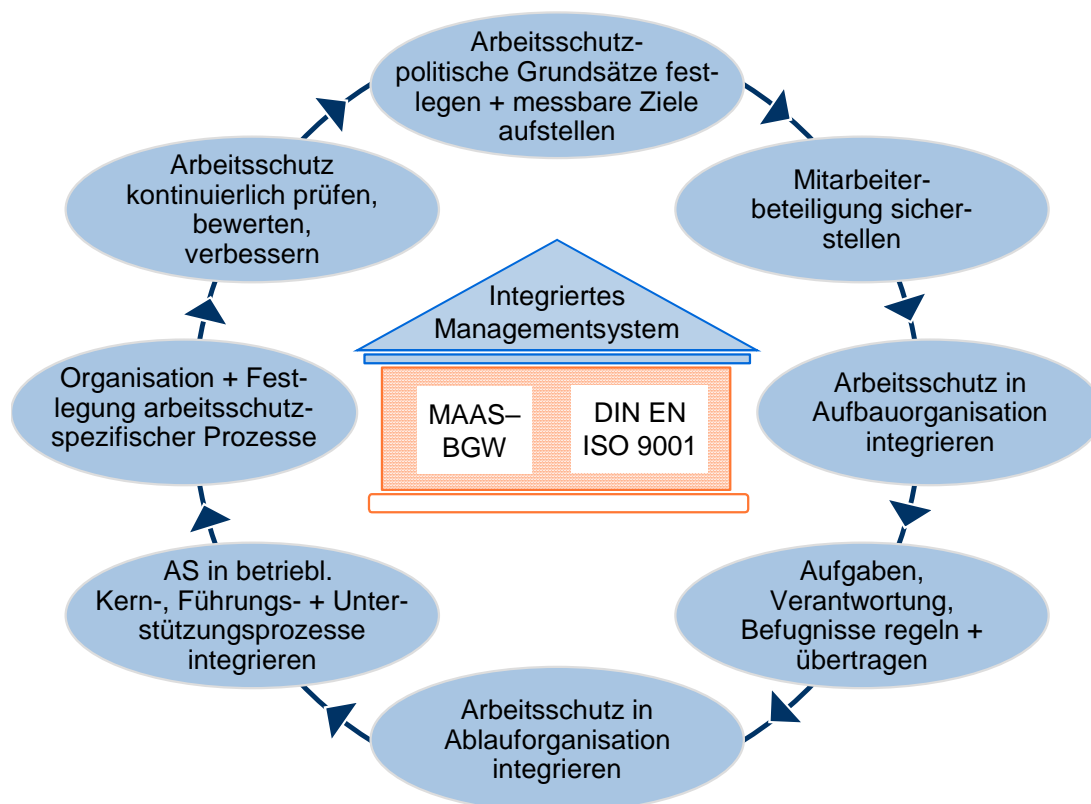 Arbeitsschutz-
politische Grundsätze fest-
legen + messbare Ziele
aufstellen
Mitarbeiter-
beteiligung sicher-
stellen
Arbeitsschutz in
Aufbauorganisation
integrieren
Aufgaben,
Verantwortung,
Befugnisse regeln +
übertragen
Arbeitsschutz in
Ablauforganisation
integrieren
AS in betriebl.
Kern-, Führungs- + Unter-
stützungsprozesse
integrieren
Organisation + Fest-
legung arbeitsschutz-
spezifischer Prozesse
Arbeitsschutz
kontinuierlich prüfen,
bewerten,
verbessern
Integriertes
Managementsystem
MAAS–
BGW
DIN EN
ISO 9001